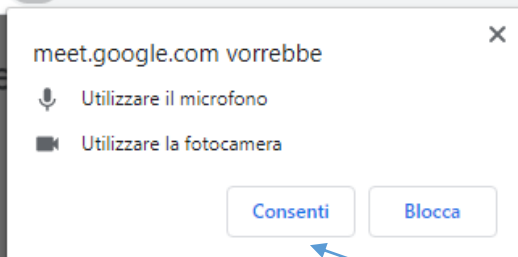 meet.google.com vorrebbe
Utilizzare il microfono
Utilizzare la fotocamera
Consenti Blocca